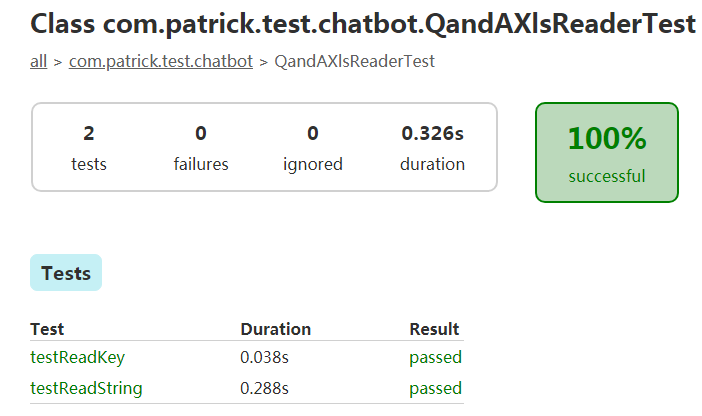 Class com.patrick.test.chatbot.QandAXlsReaderTest
all > com.patrick.test.chatbot > QandAXlsReaderTest
2 0 0 0.326s
tests failures ignored duration
100%
successful
Tests
Test Duration Result
testReadKey 0.038s passed
testReadString 0.288s passed